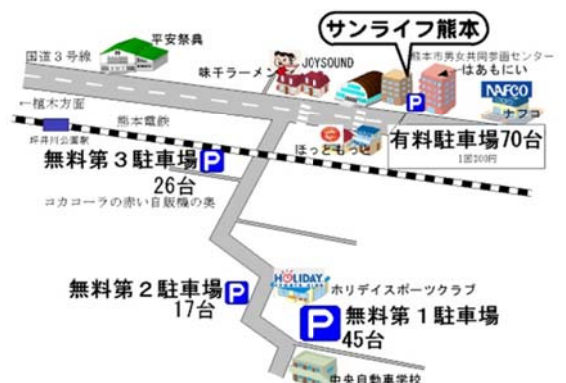 サンライフ熊本
平安祭典
国道3号線
JOYSOUND
味千ラーメン
熊本市男女共同参画センター
はあもにい
NAFCO
ナフコ
←植木方面
熊本電鉄
P
坪井川公園駅
ほっともっと
有料駐車場70台
1回200円
無料第3駐車場 P
26台
コカコーラの赤い自販機の奥
HOLIDAY
ホリデイスポーツクラブ
無料第2駐車場 P
17台
P 無料第1駐車場
45台
中央自動車学校